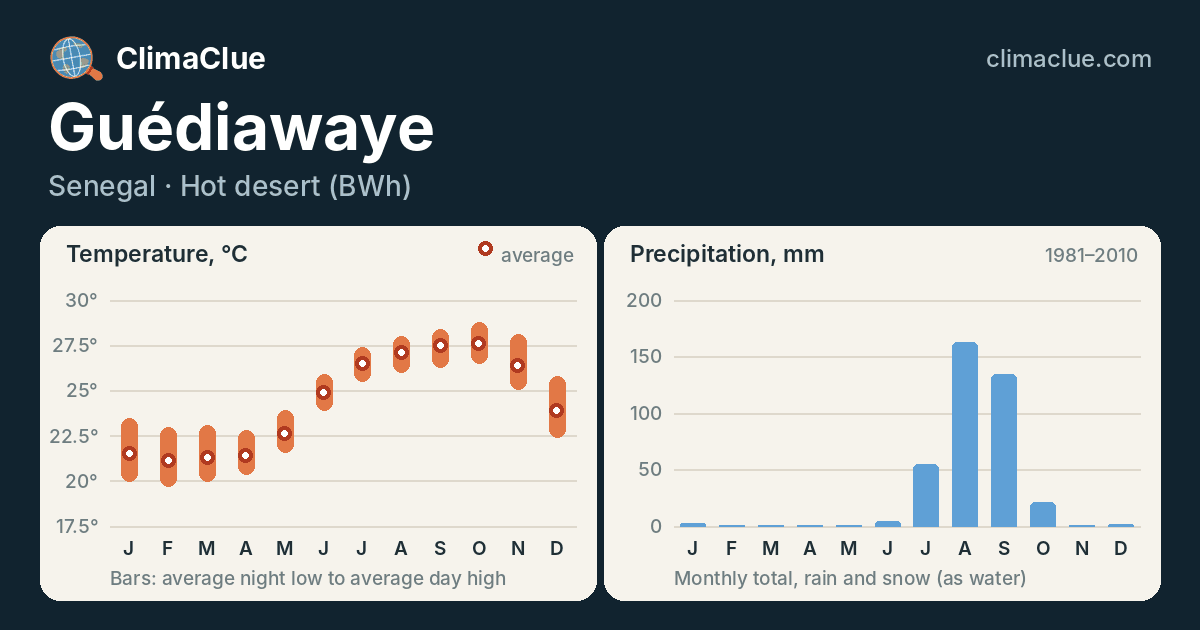 ClimaClue
climaclue.com
Guédiawaye
Senegal · Hot desert (BWh)
Temperature, °C
average
30°
27.5°
25°
22.5°
20°
17.5°
J F M A M J J A S O N D
Bars: average night low to average day high
Precipitation, mm
1981–2010
200
150
100
50
0
J F M A M J J A S O N D
Monthly total, rain and snow (as water)